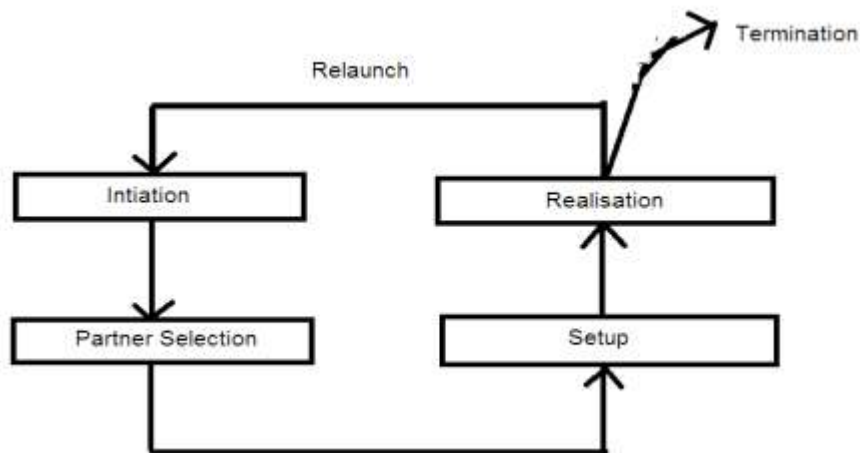 Termination
Relaunch
Intiation
Realisation
Partner Selection
Setup